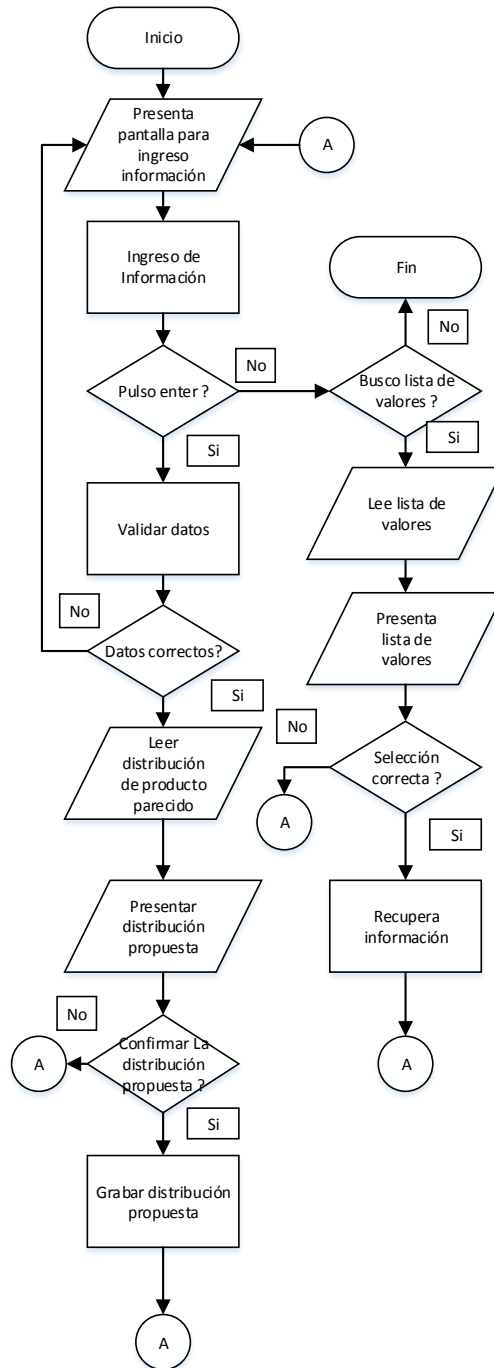 Inicio
Presenta
pantalla para
ingreso
información
A
Ingreso de
Información
Fin
No
Pulso enter ?
No
Busco lista de
valores ?
Si
Si
Validar datos
Lee lista de
valores
No
Datos correctos?
Presenta
lista de
valores
Si
Leer
distribución
de producto
parecido
No
Selección
correcta ?
A
Si
Presentar
distribución
propuesta
Recupera
información
No
Confirmar La
distribución
propuesta ?
A
A
Si
Grabar distribución
propuesta
A